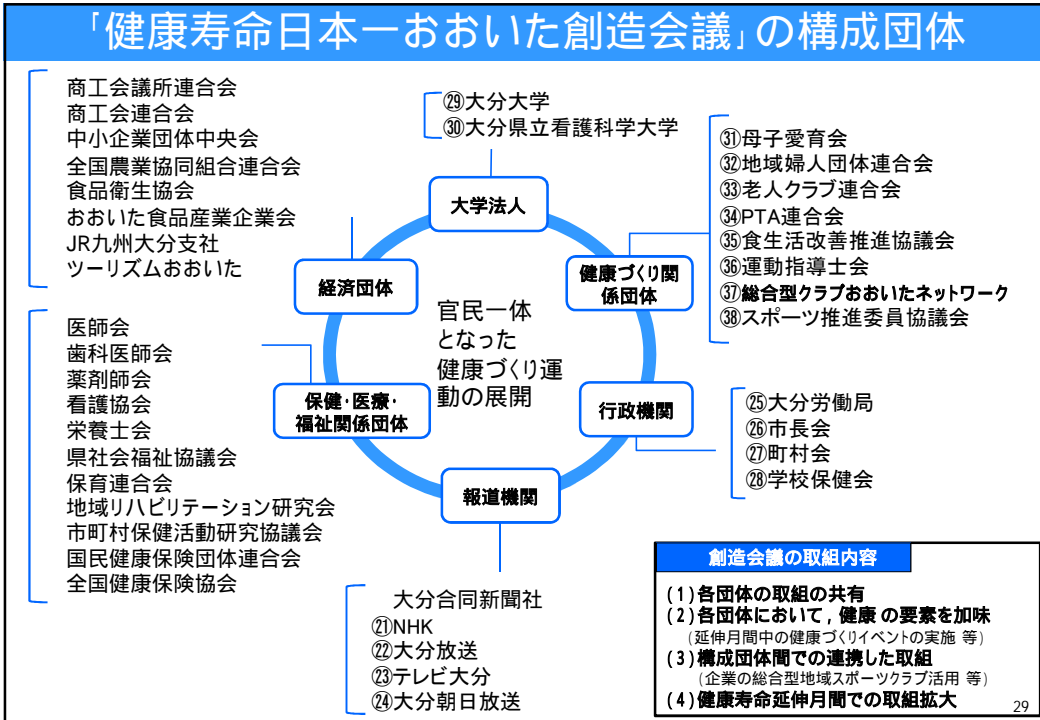 「健康寿命日本一おおいた創造会議」の構成団体
商工会議所連合会
商工会連合会
中小企業団体中央会
全国農業協同組合連合会
食品衛生協会
おおいた食品産業企業会
JR九州大分支社
ツーリズムおおいた
㉙大分大学
㉚大分県立看護科学大学
㉛母子愛育会
㉜地域婦人団体連合会
㉝老人クラブ連合会
㉞PTA連合会
㉟食生活改善推進協議会
㊱運動指導士会
㊲総合型クラブおおいたネットワーク
㊳スポーツ推進委員協議会
大学法人
経済団体
健康づくり関
係団体
官民一体
となった
健康づくり運
動の展開
保健・医療・
福祉関係団体
行政機関
報道機関
医師会
歯科医師会
薬剤師会
看護協会
栄養士会
県社会福祉協議会
保育連合会
地域リハビリテーション研究会
市町村保健活動研究協議会
国民健康保険団体連合会
全国健康保険協会
㉕大分労働局
㉖市長会
㉗町村会
㉘学校保健会
大分合同新聞社
㉑NHK
㉒大分放送
㉓テレビ大分
㉔大分朝日放送
創造会議の取組内容
(1)各団体の取組の共有
(2)各団体において,健康の要素を加味
(延伸月間中の健康づくりイベントの実施 等)
(3)構成団体間での連携した取組
(企業の総合型地域スポーツクラブ活用 等)
(4)健康寿命延伸月間での取組拡大
29